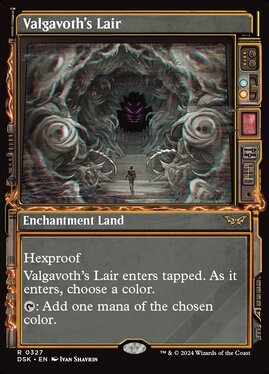 Valgavoth's Lair
Enchantment Land
Hexproof
Valgavoth's Lair enters tapped. As it
enters, choose a color.
: Add one mana of the chosen
color.
R 0327
DSK • EN IVAN SHAVRIN
™ & © 2024 Wizards of the Coast